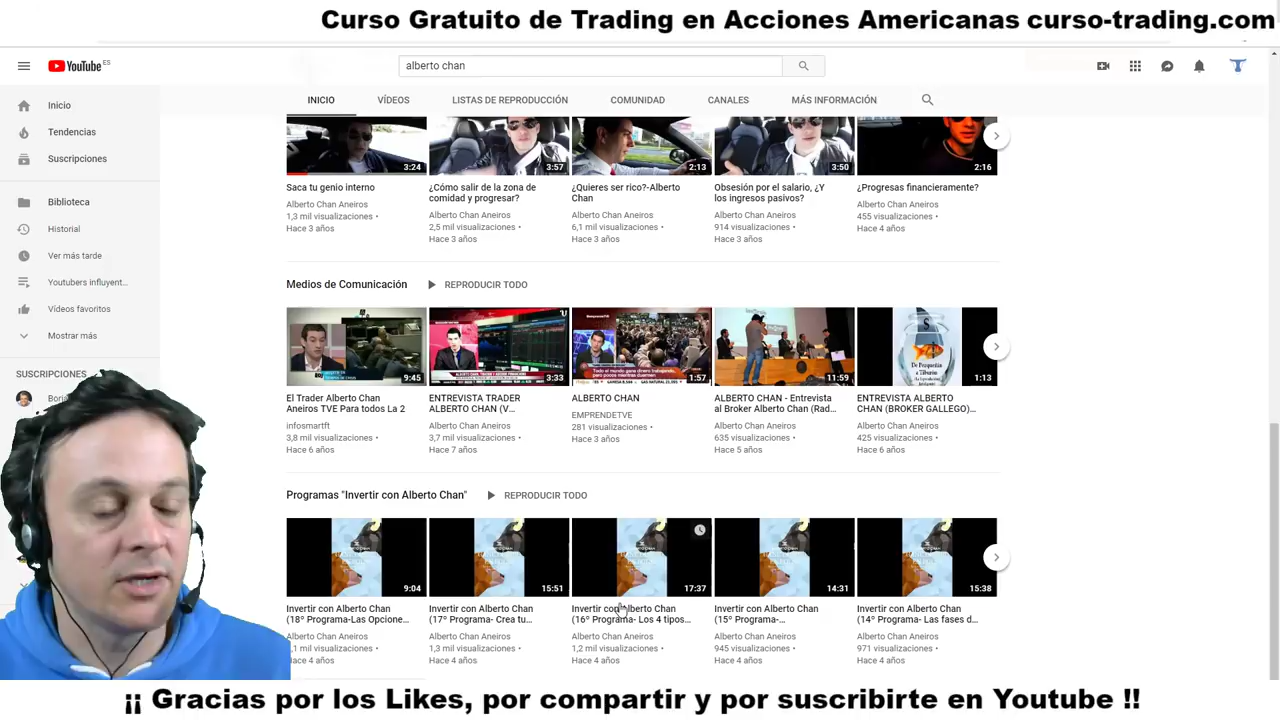 Curso Gratuito de Trading en Acciones Americanas curso-trading.com
YouTube ES
alberto chan
INICIO VÍDEOS LISTAS DE REPRODUCCIÓN COMUNIDAD CANALES MÁS INFORMACIÓN
Inicio
Tendencias
Suscripciones
Biblioteca
Historial
Ver más tarde
Youtubers influyent...
Vídeos favoritos
Mostrar más
SUSCRIPCIONES
3:24 3:57 2:13 3:50 2:16
Saca tu genio interno
Alberto Chan Aneiros
1,3 mil visualizaciones •
Hace 3 años
¿Cómo salir de la zona de
comidad y progresar?
Alberto Chan Aneiros
2,5 mil visualizaciones •
Hace 3 años
¿Quieres ser rico?-Alberto
Chan
Alberto Chan Aneiros
6,1 mil visualizaciones •
Hace 3 años
Obsesión por el salario, ¿Y
los ingresos pasivos?
Alberto Chan Aneiros
914 visualizaciones •
Hace 3 años
¿Progresas financieramente?
Alberto Chan Aneiros
455 visualizaciones •
Hace 4 años
Medios de Comunicación REPRODUCIR TODO
9:45 3:33 1:57 11:59 1:13
El Trader Alberto Chan
Aneiros TVE Para todos La 2
infosmartft
3,8 mil visualizaciones •
Hace 6 años
ENTREVISTA TRADER
ALBERTO CHAN (V...
Alberto Chan Aneiros
3,7 mil visualizaciones •
Hace 7 años
ALBERTO CHAN
EMPRENDETVE
281 visualizaciones •
Hace 3 años
ALBERTO CHAN - Entrevista
al Broker Alberto Chan (Rad...
Alberto Chan Aneiros
635 visualizaciones •
Hace 5 años
ENTREVISTA ALBERTO
CHAN (BROKER GALLEGO)...
Alberto Chan Aneiros
425 visualizaciones •
Hace 6 años
Programas "Invertir con Alberto Chan" REPRODUCIR TODO
9:04 15:51 17:37 14:31 15:38
Invertir con Alberto Chan
(18º Programa-Las Opcione...
Alberto Chan Aneiros
,1 mil visualizaciones •
ace 4 años
Invertir con Alberto Chan
(17º Programa- Crea tu...
Alberto Chan Aneiros
1,3 mil visualizaciones •
Hace 4 años
Invertir con Alberto Chan
(16º Programa- Los 4 tipos...
Alberto Chan Aneiros
1,2 mil visualizaciones •
Hace 4 años
Invertir con Alberto Chan
(15º Programa-...
Alberto Chan Aneiros
945 visualizaciones •
Hace 4 años
Invertir con Alberto Chan
(14º Programa- Las fases d...
Alberto Chan Aneiros
971 visualizaciones •
Hace 4 años
¡¡ Gracias por los Likes, por compartir y por suscribirte en Youtube !!